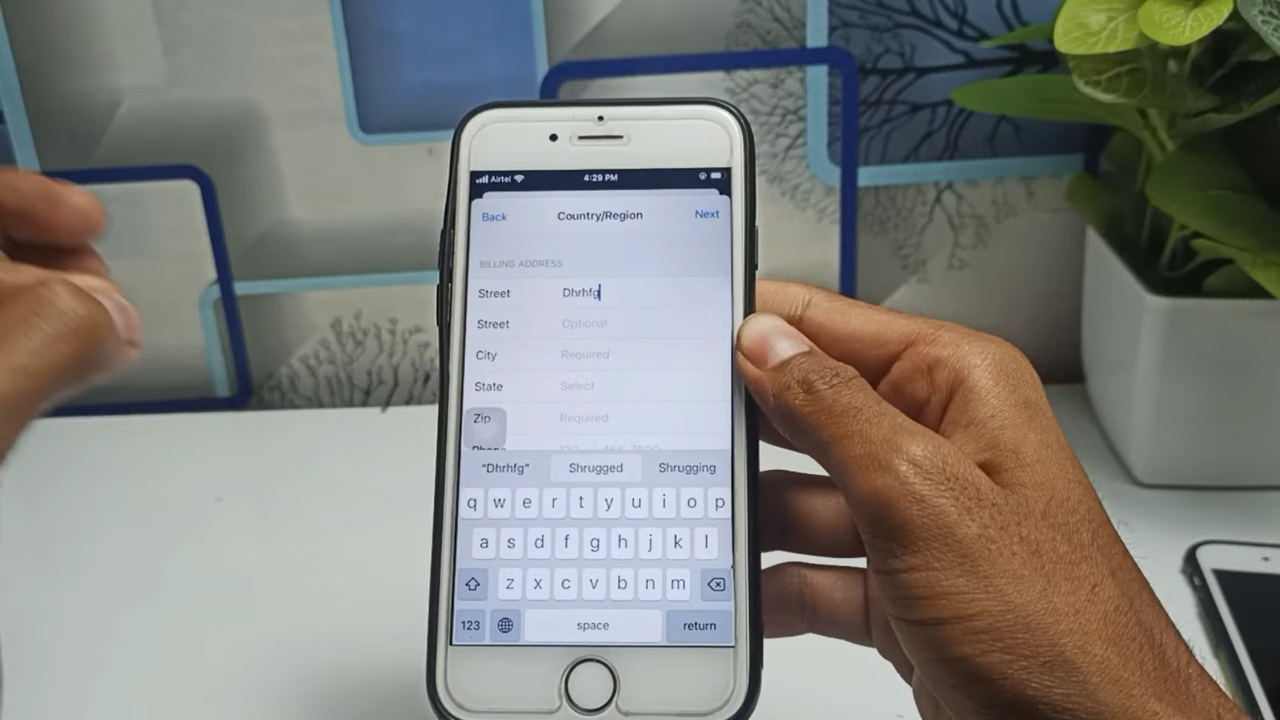 Airtel 4:29 PM
Back Country/Region Next
BILLING ADDRESS
Street Dhrhfg
Street Optional
City Required
State Select
Zip Required
"Dhrhfg" Shrugged Shrugging
q w e r t y u i o p
a s d f g h j k l
z x c v b n m
123 space return